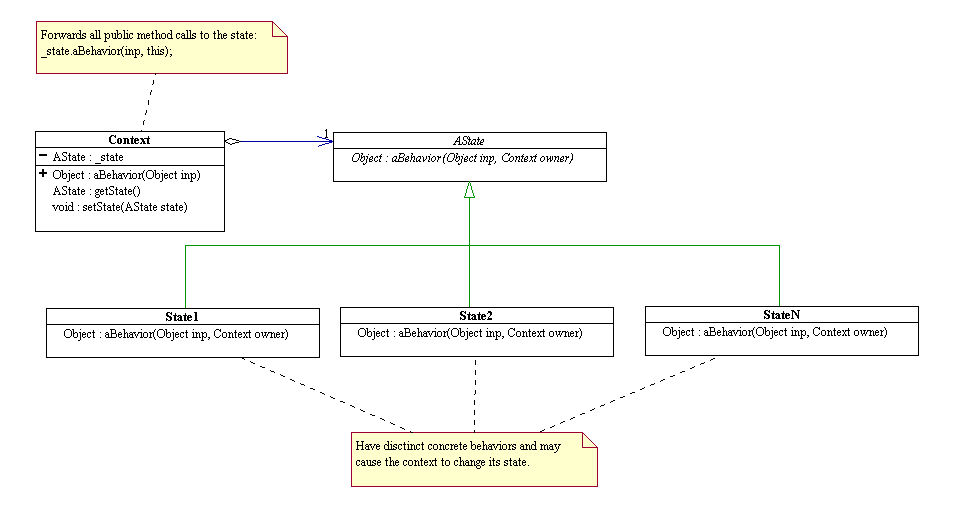 Forwards all public method calls to the state:
_state.aBehavior(inp, this);
Context
− AState : _state
+ Object : aBehavior(Object inp)
AState : getState()
void : setState(AState state)
1
AState
Object : aBehavior(Object inp, Context owner)
State1
Object : aBehavior(Object inp, Context owner)
State2
Object : aBehavior(Object inp, Context owner)
StateN
Object : aBehavior(Object inp, Context owner)
Have disctinct concrete behaviors and may
cause the context to change its state.